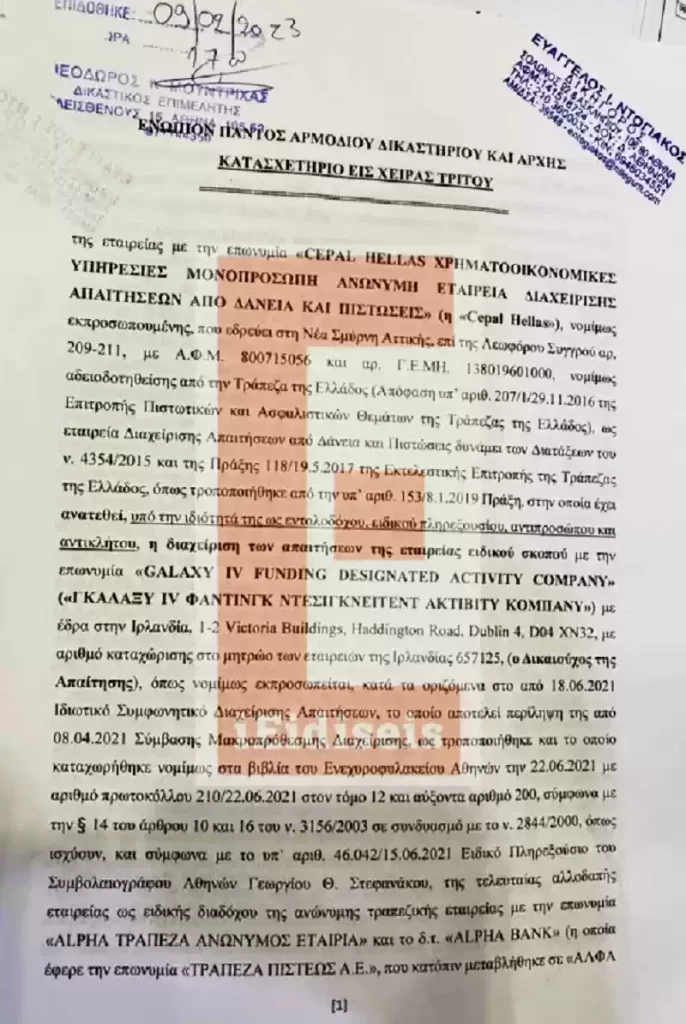 ΕΠΙΔΟΘΗΚΕ 09/02/2023
ΩΡΑ 17 00
ΘΕΟΔΩΡΟΣ ΜΟΥΝΤΡΙΧΑΣ
ΔΙΚΑΣΤΙΚΟΣ ΕΠΙΜΕΛΗΤΗΣ
ΚΛΕΙΣΘΕΝΟΥΣ 15 ΑΘΗΝΑ 105 52
ΕΥΑΓΓΕΛΟΣ Ι. ΝΤΟΓΙΑΚΟΣ
ΔΙΚΗΓΟΡΟΣ
ΕΝΩΠΙΟΝ ΠΑΝΤΟΣ ΑΡΜΟΔΙΟΥ ΔΙΚΑΣΤΗΡΙΟΥ ΚΑΙ ΑΡΧΗΣ
ΚΑΤΑΣΧΕΤΗΡΙΟ ΕΙΣ ΧΕΙΡΑΣ ΤΡΙΤΟΥ
της εταιρείας με την επωνυμία «CEPAL HELLAS ΧΡΗΜΑΤΟΟΙΚΟΝΟΜΙΚΕΣ
ΥΠΗΡΕΣΙΕΣ ΜΟΝΟΠΡΟΣΩΠΗ ΑΝΩΝΥΜΗ ΕΤΑΙΡΕΙΑ ΔΙΑΧΕΙΡΙΣΗΣ
ΑΠΑΙΤΗΣΕΩΝ ΑΠΟ ΔΑΝΕΙΑ ΚΑΙ ΠΙΣΤΩΣΕΙΣ» (η «Cepal Hellas»), νομίμως
εκπροσωπουμένης, που εδρεύει στη Νέα Σμύρνη Αττικής, επί της Λεωφόρου Συγγρού αρ.
209-211, με Α.Φ.Μ. 800715056 και αρ. Γ.Ε.ΜΗ. 138019601000, νομίμως
αδειοδοτηθείσης από την Τράπεζα της Ελλάδος (Απόφαση υπ' αριθ. 207/1/29.11.2016 της
Επιτροπής Πιστωτικών και Ασφαλιστικών Θεμάτων της Τράπεζας της Ελλάδος), ως
εταιρεία Διαχείρισης Απαιτήσεων από Δάνεια και Πιστώσεις δυνάμει των Διατάξεων του
ν. 4354/2015 και της Πράξης 118/19.5.2017 της Εκτελεστικής Επιτροπής της Τράπεζας
της Ελλάδος, όπως τροποποιήθηκε από την υπ' αριθ. 153/8.1.2019 Πράξη, στην οποία έχει
ανατεθεί, υπό την ιδιότητά της ως εντολοδόχου, ειδικού πληρεξουσίου, αντιπροσώπου και
αντικλήτου, η διαχείριση των απαιτήσεων της εταιρείας ειδικού σκοπού με την
επωνυμία «GALAXY IV FUNDING DESIGNATED ACTIVITY COMPANY»
(«ΓΚΑΛΑΞΥ IV ΦΑΝΤΙΝΓΚ ΝΤΕΣΙΓΚΝΕΙΤΕΝΤ ΑΚΤΙΒΙΤΥ ΚΟΜΠΑΝΥ») με
έδρα στην Ιρλανδία, 1-2 Victoria Buildings, Haddington Road, Dublin 4, D04 XN32, με
αριθμό καταχώρισης στο μητρώο των εταιρειών της Ιρλανδίας 657125, (ο Δικαιούχος της
Απαίτησης), όπως νομίμως εκπροσωπείται, κατά τα οριζόμενα στο από 18.06.2021
Ιδιωτικό Συμφωνητικό Διαχείρισης Απαιτήσεων, το οποίο αποτελεί περίληψη της από
08.04.2021 Σύμβασης Μακροπρόθεσμης Διαχείρισης, ως τροποποιήθηκε και το οποίο
καταχωρήθηκε νομίμως στα βιβλία του Ενεχυροφυλακείου Αθηνών την 22.06.2021 με
αριθμό πρωτοκόλλου 210/22.06.2021 στον τόμο 12 και αύξοντα αριθμό 200, σύμφωνα με
την § 14 του άρθρου 10 και 16 του ν. 3156/2003 σε συνδυασμό με το ν. 2844/2000, όπως
ισχύουν, και σύμφωνα με το υπ' αριθ. 46.042/15.06.2021 Ειδικό Πληρεξούσιο του
Συμβολαιογράφου Αθηνών Γεωργίου Θ. Στεφανάκου, της τελευταίας αλλοδαπής
εταιρείας ως ειδικής διαδόχου της ανώνυμης τραπεζικής εταιρείας με την επωνυμία
«ALPHA ΤΡΑΠΕΖΑ ΑΝΩΝΥΜΟΣ ΕΤΑΙΡΙΑ» και το δ.τ. «ALPHA BANK» (η οποία
έφερε την επωνυμία «ΤΡΑΠΕΖΑ ΠΙΣΤΕΩΣ Α.Ε.», που κατόπιν μεταβλήθηκε σε «ΑΛΦΑ
[1]
iEidiseis